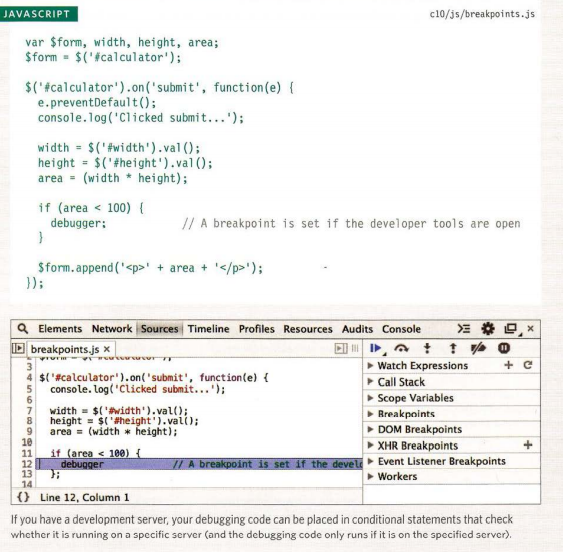 JAVASCRIPT
c10/js/breakpoints.js
var $form, width, height, area;
$form = $('#calculator');
$('#calculator').on('submit', function(e) {
e.preventDefault();
console.log('Clicked submit...');
width = $('#width').val();
height = $('#height').val();
area = (width * height);
if (area < 100) {
debugger; // A breakpoint is set if the developer tools are open
}
$form.append('<p>' + area + '</p>');
});
Elements Network Sources Timeline Profiles Resources Audits Console
breakpoints.js ×
3
4 $('#calculator').on('submit', function(e) {
5 console.log('Clicked submit...');
6
7 width = $('#width').val();
8 height = $('#height').val();
9 area = (width * height);
10
11 if (area < 100) {
12 debugger // A breakpoint is set if the develo
13 };
14
{} Line 12, Column 1
Watch Expressions
Call Stack
Scope Variables
Breakpoints
DOM Breakpoints
XHR Breakpoints
Event Listener Breakpoints
Workers
If you have a development server, your debugging code can be placed in conditional statements that check
whether it is running on a specific server (and the debugging code only runs if it is on the specified server).